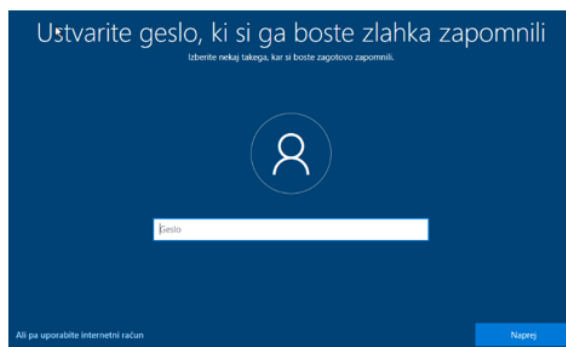 Ustvarite geslo, ki si ga boste zlahka zapomnili
Izberite nekaj takega, kar si boste zagotovo zapomnili.
Geslo
Ali pa uporabite internetni račun
Naprej